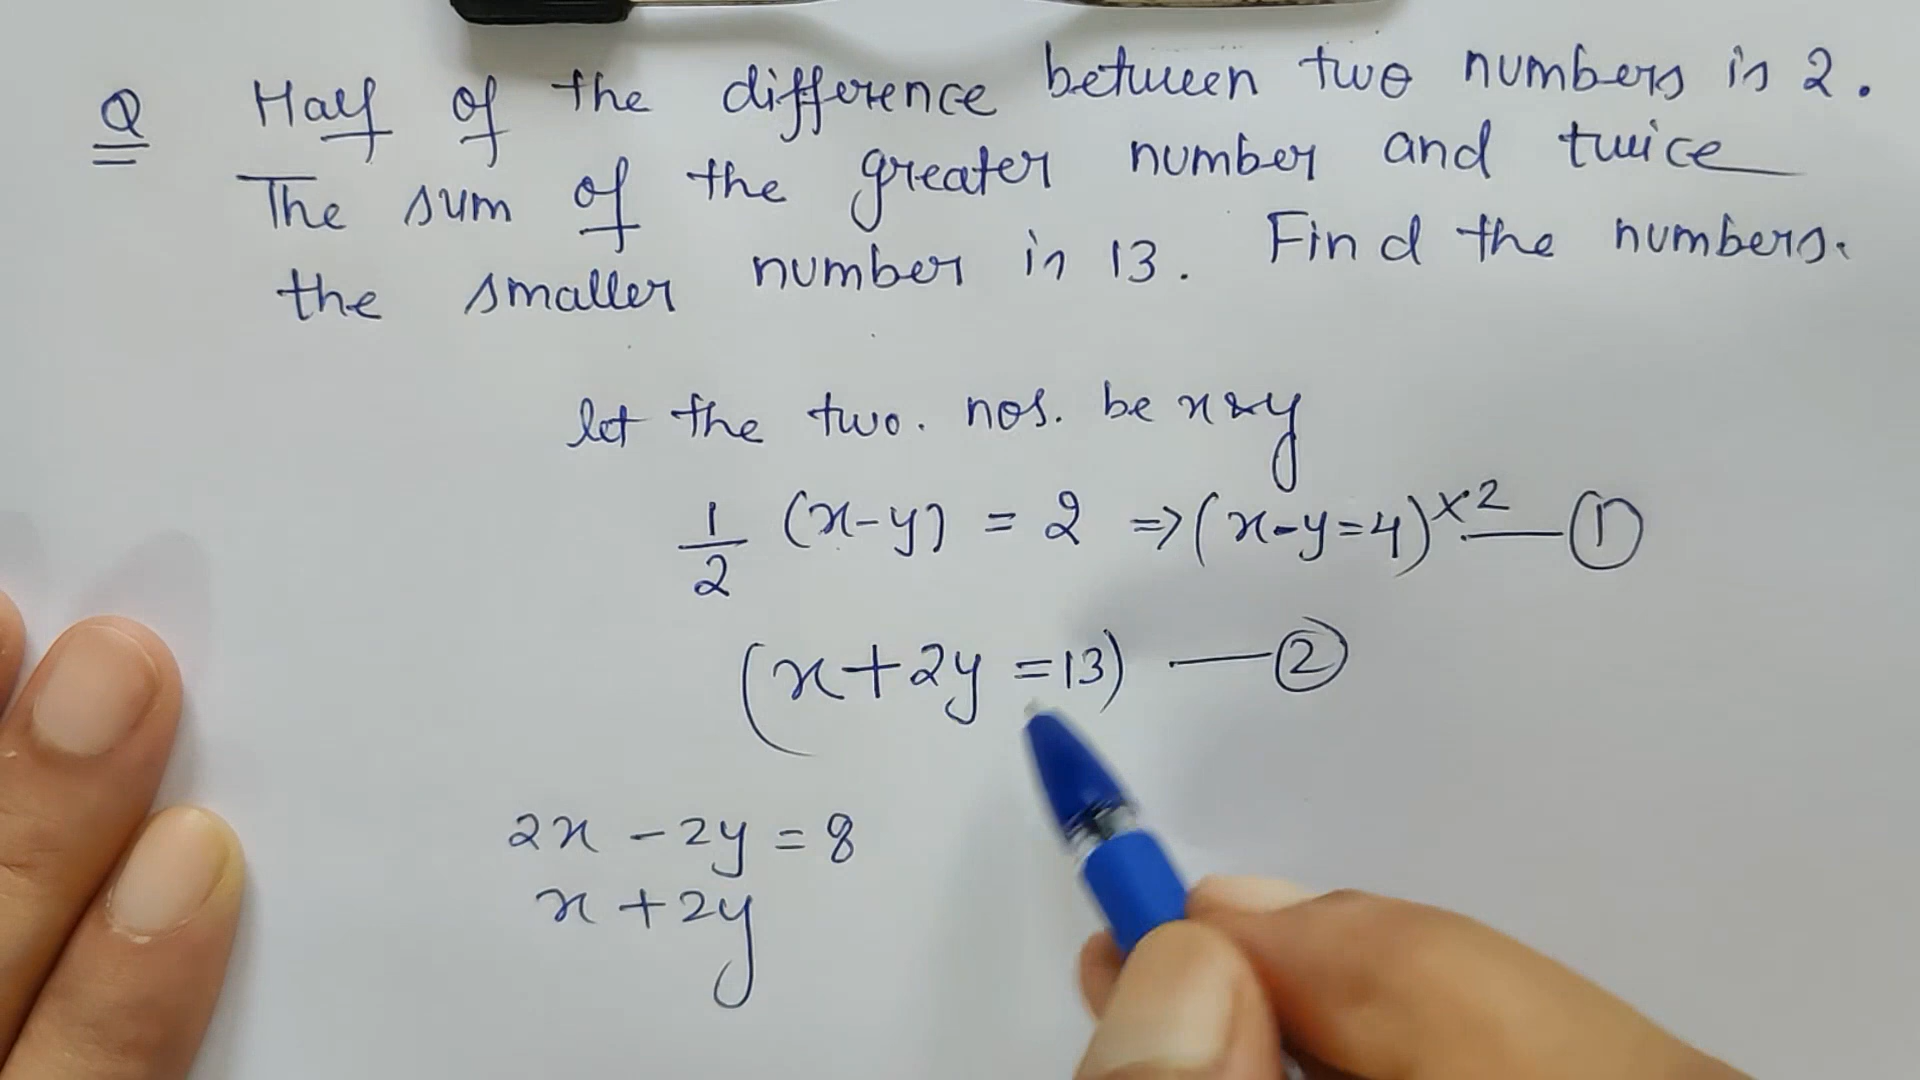 Q Half of the difference between two numbers is 2.
The sum of the greater number and twice
the smaller number is 13. Find the numbers.
let the two. nos. be x & y
1/2 (x-y) = 2 => (x-y=4)×2 — ①
(x+2y=13) — ②
2x - 2y = 8
x + 2y